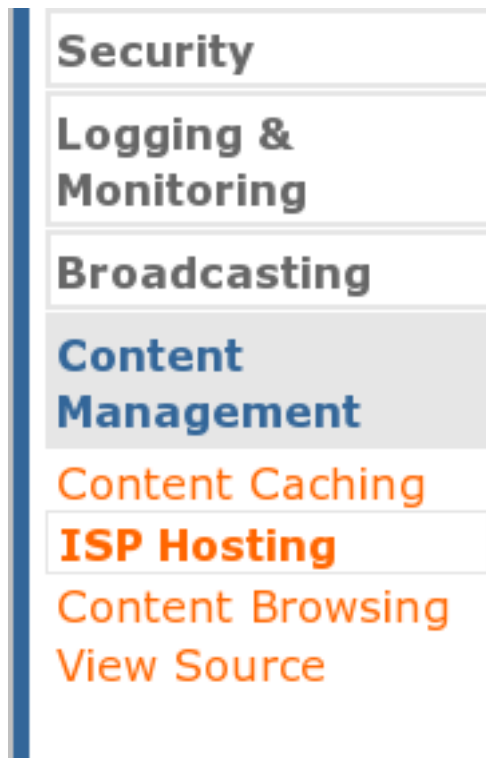 Security
Logging &
Monitoring
Broadcasting
Content
Management
Content Caching
ISP Hosting
Content Browsing
View Source